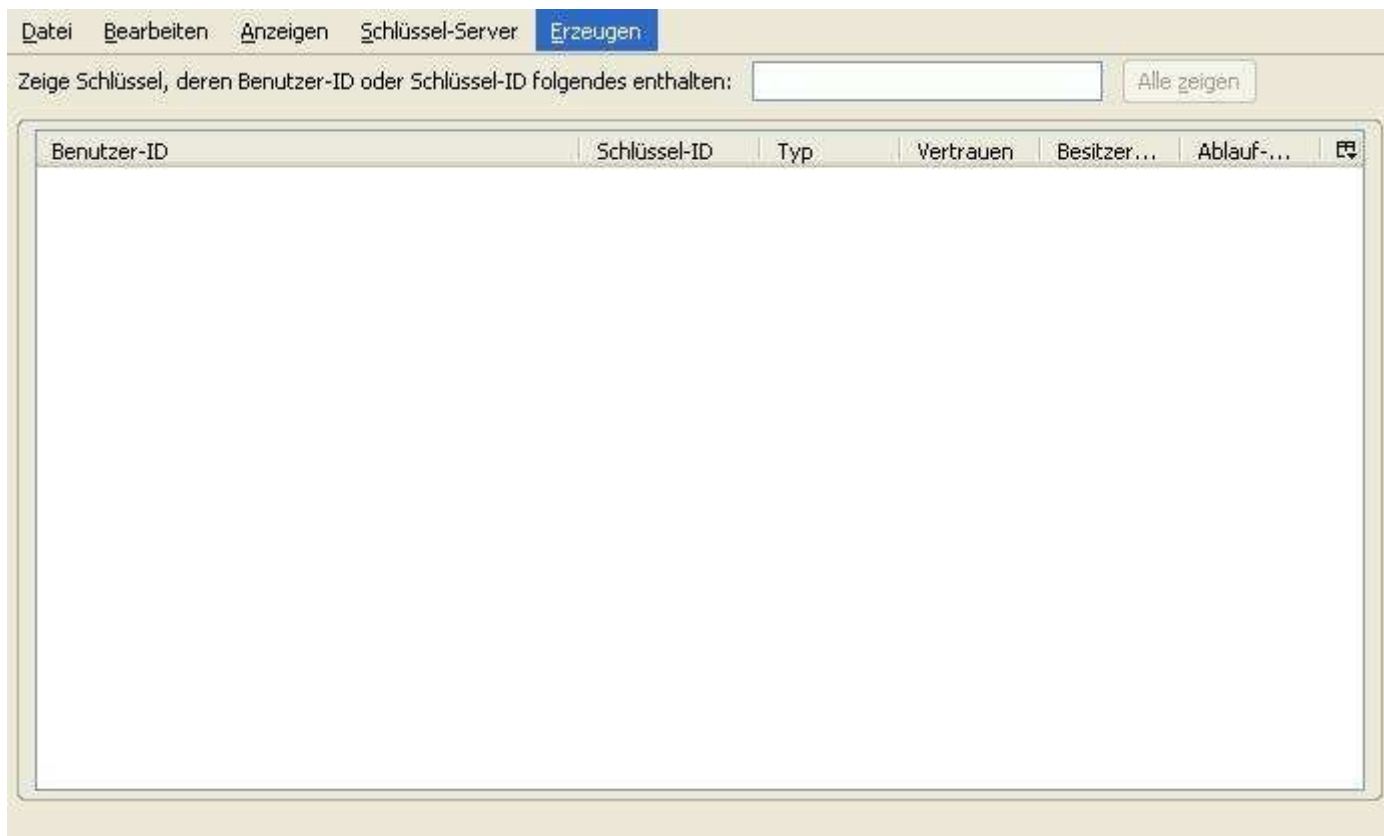 Datei Bearbeiten Anzeigen Schlüssel-Server Erzeugen
Zeige Schlüssel, deren Benutzer-ID oder Schlüssel-ID folgendes enthalten: Alle zeigen
Benutzer-ID Schlüssel-ID Typ Vertrauen Besitzer... Ablauf-...